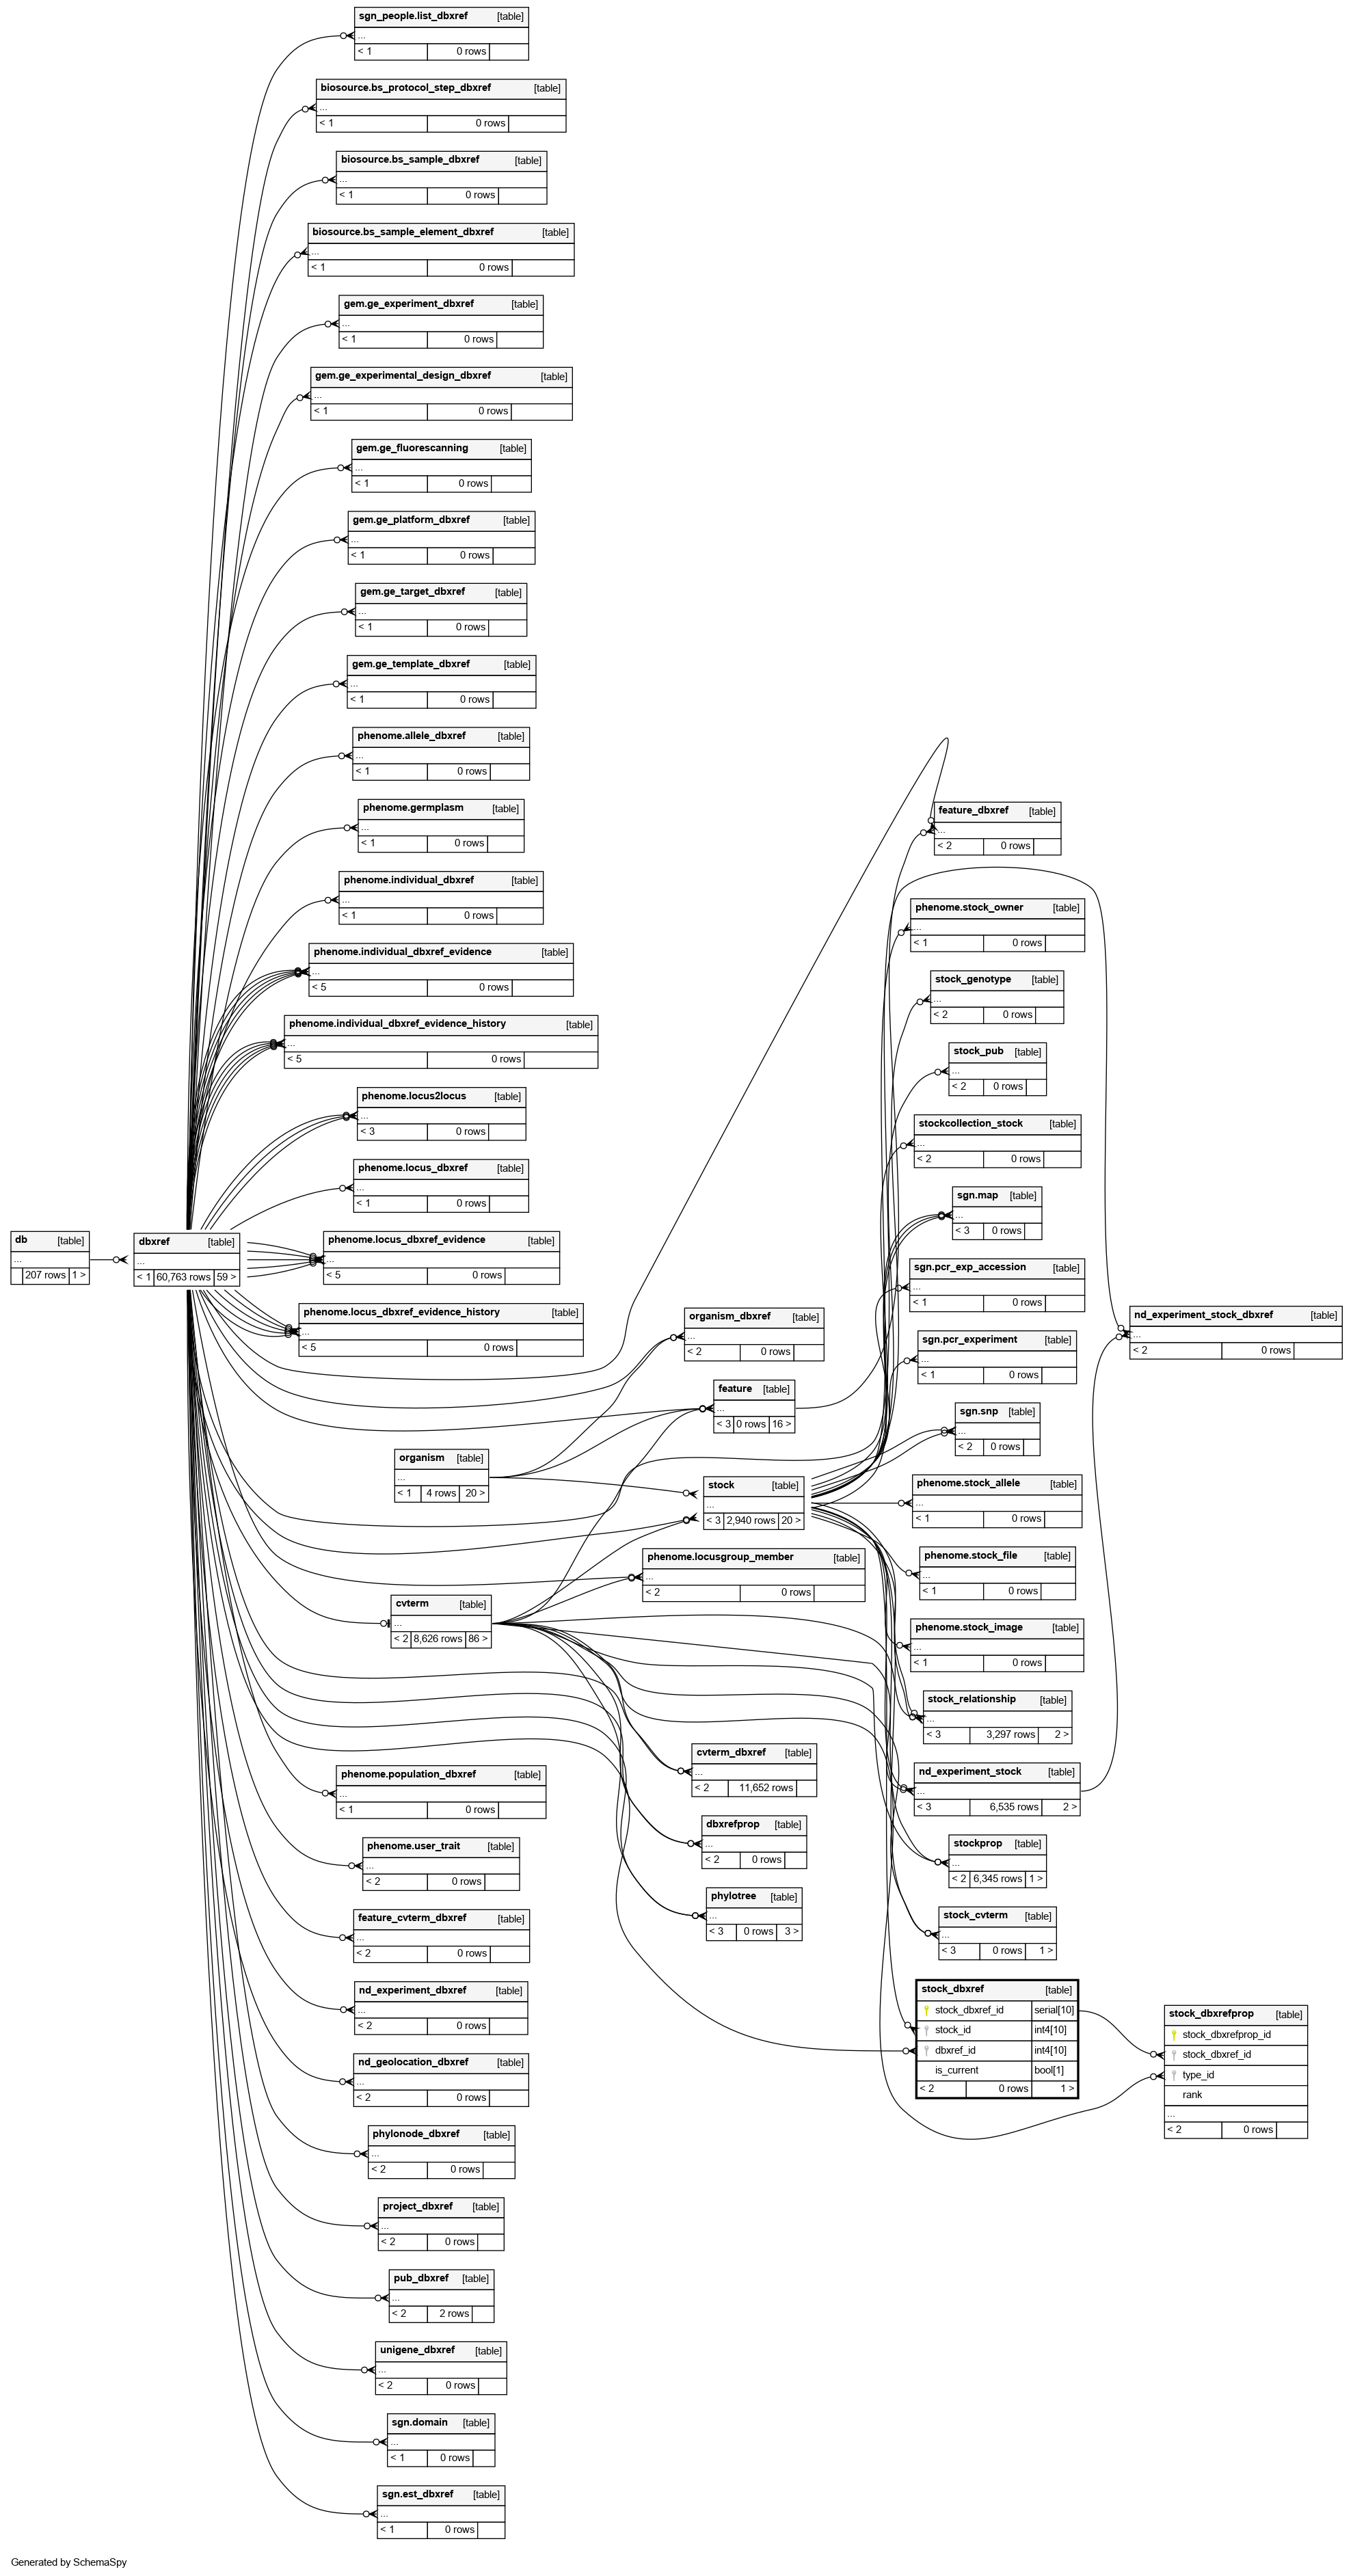 sgn_people.list_dbxref [table]
...
< 1 0 rows
biosource.bs_protocol_step_dbxref [table]
...
< 1 0 rows
biosource.bs_sample_dbxref [table]
...
< 1 0 rows
biosource.bs_sample_element_dbxref [table]
...
< 1 0 rows
gem.ge_experiment_dbxref [table]
...
< 1 0 rows
gem.ge_experimental_design_dbxref [table]
...
< 1 0 rows
gem.ge_fluorescanning [table]
...
< 1 0 rows
gem.ge_platform_dbxref [table]
...
< 1 0 rows
gem.ge_target_dbxref [table]
...
< 1 0 rows
gem.ge_template_dbxref [table]
...
< 1 0 rows
phenome.allele_dbxref [table]
...
< 1 0 rows
phenome.germplasm [table]
...
< 1 0 rows
phenome.individual_dbxref [table]
...
< 1 0 rows
phenome.individual_dbxref_evidence [table]
...
< 5 0 rows
phenome.individual_dbxref_evidence_history [table]
...
< 5 0 rows
phenome.locus2locus [table]
...
< 3 0 rows
phenome.locus_dbxref [table]
...
< 1 0 rows
db [table]
...
207 rows 1 >
dbxref [table]
...
< 1 60,763 rows 59 >
phenome.locus_dbxref_evidence [table]
...
< 5 0 rows
phenome.locus_dbxref_evidence_history [table]
...
< 5 0 rows
organism [table]
...
< 1 4 rows 20 >
cvterm [table]
...
< 2 8,626 rows 86 >
phenome.population_dbxref [table]
...
< 1 0 rows
phenome.user_trait [table]
...
< 2 0 rows
feature_cvterm_dbxref [table]
...
< 2 0 rows
nd_experiment_dbxref [table]
...
< 2 0 rows
nd_geolocation_dbxref [table]
...
< 2 0 rows
phylonode_dbxref [table]
...
< 2 0 rows
project_dbxref [table]
...
< 2 0 rows
pub_dbxref [table]
...
< 2 2 rows
unigene_dbxref [table]
...
< 2 0 rows
sgn.domain [table]
...
< 1 0 rows
sgn.est_dbxref [table]
...
< 1 0 rows
organism_dbxref [table]
...
< 2 0 rows
feature [table]
...
< 3 0 rows 16 >
stock [table]
...
< 3 2,940 rows 20 >
phenome.locusgroup_member [table]
...
< 2 0 rows
cvterm_dbxref [table]
...
< 2 11,652 rows
dbxrefprop [table]
...
< 2 0 rows
phylotree [table]
...
< 3 0 rows 3 >
feature_dbxref [table]
...
< 2 0 rows
phenome.stock_owner [table]
...
< 1 0 rows
stock_genotype [table]
...
< 2 0 rows
stock_pub [table]
...
< 2 0 rows
stockcollection_stock [table]
...
< 2 0 rows
sgn.map [table]
...
< 3 0 rows
sgn.pcr_exp_accession [table]
...
< 1 0 rows
sgn.pcr_experiment [table]
...
< 1 0 rows
sgn.snp [table]
...
< 2 0 rows
phenome.stock_allele [table]
...
< 1 0 rows
phenome.stock_file [table]
...
< 1 0 rows
phenome.stock_image [table]
...
< 1 0 rows
stock_relationship [table]
...
< 3 3,297 rows 2 >
nd_experiment_stock [table]
...
< 3 6,535 rows 2 >
stockprop [table]
...
< 2 6,345 rows 1 >
stock_cvterm [table]
...
< 3 0 rows 1 >
stock_dbxref [table]
stock_dbxref_id serial[10]
stock_id int4[10]
dbxref_id int4[10]
is_current bool[1]
< 2 0 rows 1 >
nd_experiment_stock_dbxref [table]
...
< 2 0 rows
stock_dbxrefprop [table]
stock_dbxrefprop_id
stock_dbxref_id
type_id
rank
...
< 2 0 rows
Generated by SchemaSpy